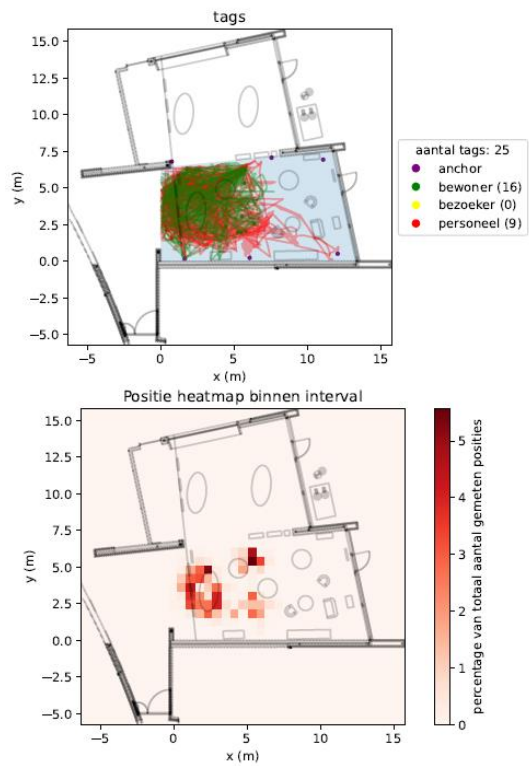 tags
15.0
12.5
10.0
7.5
5.0
2.5
0.0
−2.5
−5.0
y (m)
−5
0
5
10
15
x (m)
aantal tags: 25
anchor
bewoner (16)
bezoeker (0)
personeel (9)
Positie heatmap binnen interval
15.0
12.5
10.0
7.5
5.0
2.5
0.0
−2.5
−5.0
y (m)
−5
0
5
10
15
x (m)
5
4
3
2
1
0
percentage van totaal aantal gemeten posities